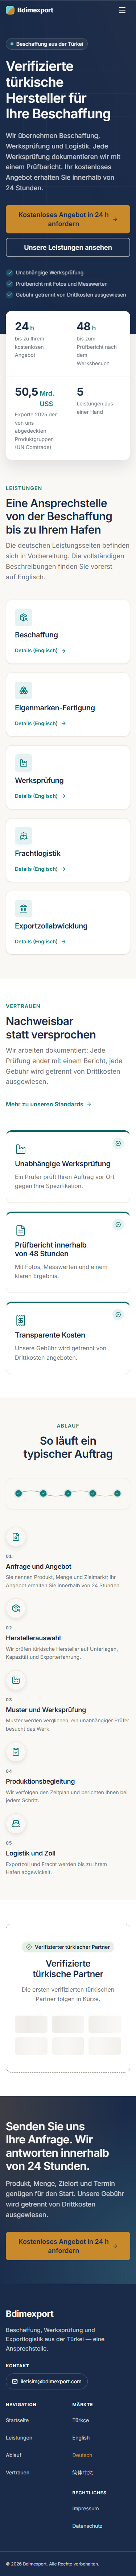 Bdimexport
Beschaffung aus der Türkei
Verifizierte
türkische
Hersteller für
Ihre Beschaffung
Wir übernehmen Beschaffung,
Werksprüfung und Logistik. Jede
Werksprüfung dokumentieren wir mit
einem Prüfbericht. Ihr kostenloses
Angebot erhalten Sie innerhalb von
24 Stunden.
Kostenloses Angebot in 24 h
anfordern
Unsere Leistungen ansehen
Unabhängige Werksprüfung
Prüfbericht mit Fotos und Messwerten
Gebühr getrennt von Drittkosten ausgewiesen
24 h
bis zu Ihrem
kostenlosen
Angebot
48 h
bis zum
Prüfbericht nach
dem
Werksbesuch
50,5 Mrd.
US$
Exporte 2025 der
von uns
abgedeckten
Produktgruppen
(UN Comtrade)
5
Leistungen aus
einer Hand
LEISTUNGEN
Eine Ansprechstelle
von der Beschaffung
bis zu Ihrem Hafen
Die deutschen Leistungsseiten befinden
sich in Vorbereitung. Die vollständigen
Beschreibungen finden Sie vorerst
auf Englisch.
Beschaffung
Details (Englisch)
Eigenmarken-Fertigung
Details (Englisch)
Werksprüfung
Details (Englisch)
Frachtlogistik
Details (Englisch)
Exportzollabwicklung
Details (Englisch)
VERTRAUEN
Nachweisbar
statt versprochen
Wir arbeiten dokumentiert: Jede
Prüfung endet mit einem Bericht, jede
Gebühr wird getrennt von Drittkosten
ausgewiesen.
Mehr zu unseren Standards
Unabhängige Werksprüfung
Ein Prüfer prüft Ihren Auftrag vor Ort
gegen Ihre Spezifikation.
Prüfbericht innerhalb
von 48 Stunden
Mit Fotos, Messwerten und einem
klaren Ergebnis.
Transparente Kosten
Unsere Gebühr wird getrennt von
Drittkosten angeboten.
ABLAUF
So läuft ein
typischer Auftrag
01
Anfrage und Angebot
Sie nennen Produkt, Menge und Zielmarkt; Ihr
Angebot erhalten Sie innerhalb von 24 Stunden.
02
Herstellerauswahl
Wir prüfen türkische Hersteller auf Unterlagen,
Kapazität und Exporterfahrung.
03
Muster und Werksprüfung
Muster werden verglichen, ein unabhängiger Prüfer
besucht das Werk.
04
Produktionsbegleitung
Wir verfolgen den Zeitplan und berichten Ihnen bei
jedem Schritt.
05
Logistik und Zoll
Exportzoll und Fracht werden bis zu Ihrem
Hafen abgewickelt.
Verifizierter türkischer Partner
Verifizierte
türkische Partner
Die ersten verifizierten türkischen
Partner folgen in Kürze.
Senden Sie uns
Ihre Anfrage. Wir
antworten innerhalb
von 24 Stunden.
Produkt, Menge, Zielort und Termin
genügen für den Start. Unsere Gebühr
wird getrennt von Drittkosten
ausgewiesen.
Kostenloses Angebot in 24 h
anfordern
Bdimexport
Beschaffung, Werksprüfung und
Exportlogistik aus der Türkei — eine
Ansprechstelle.
KONTAKT
iletisim@bdimexport.com
NAVIGATION
Startseite
Leistungen
Ablauf
Vertrauen
MÄRKTE
Türkçe
English
Deutsch
简体中文
RECHTLICHES
Impressum
Datenschutz
© 2026 Bdimexport. Alle Rechte vorbehalten.